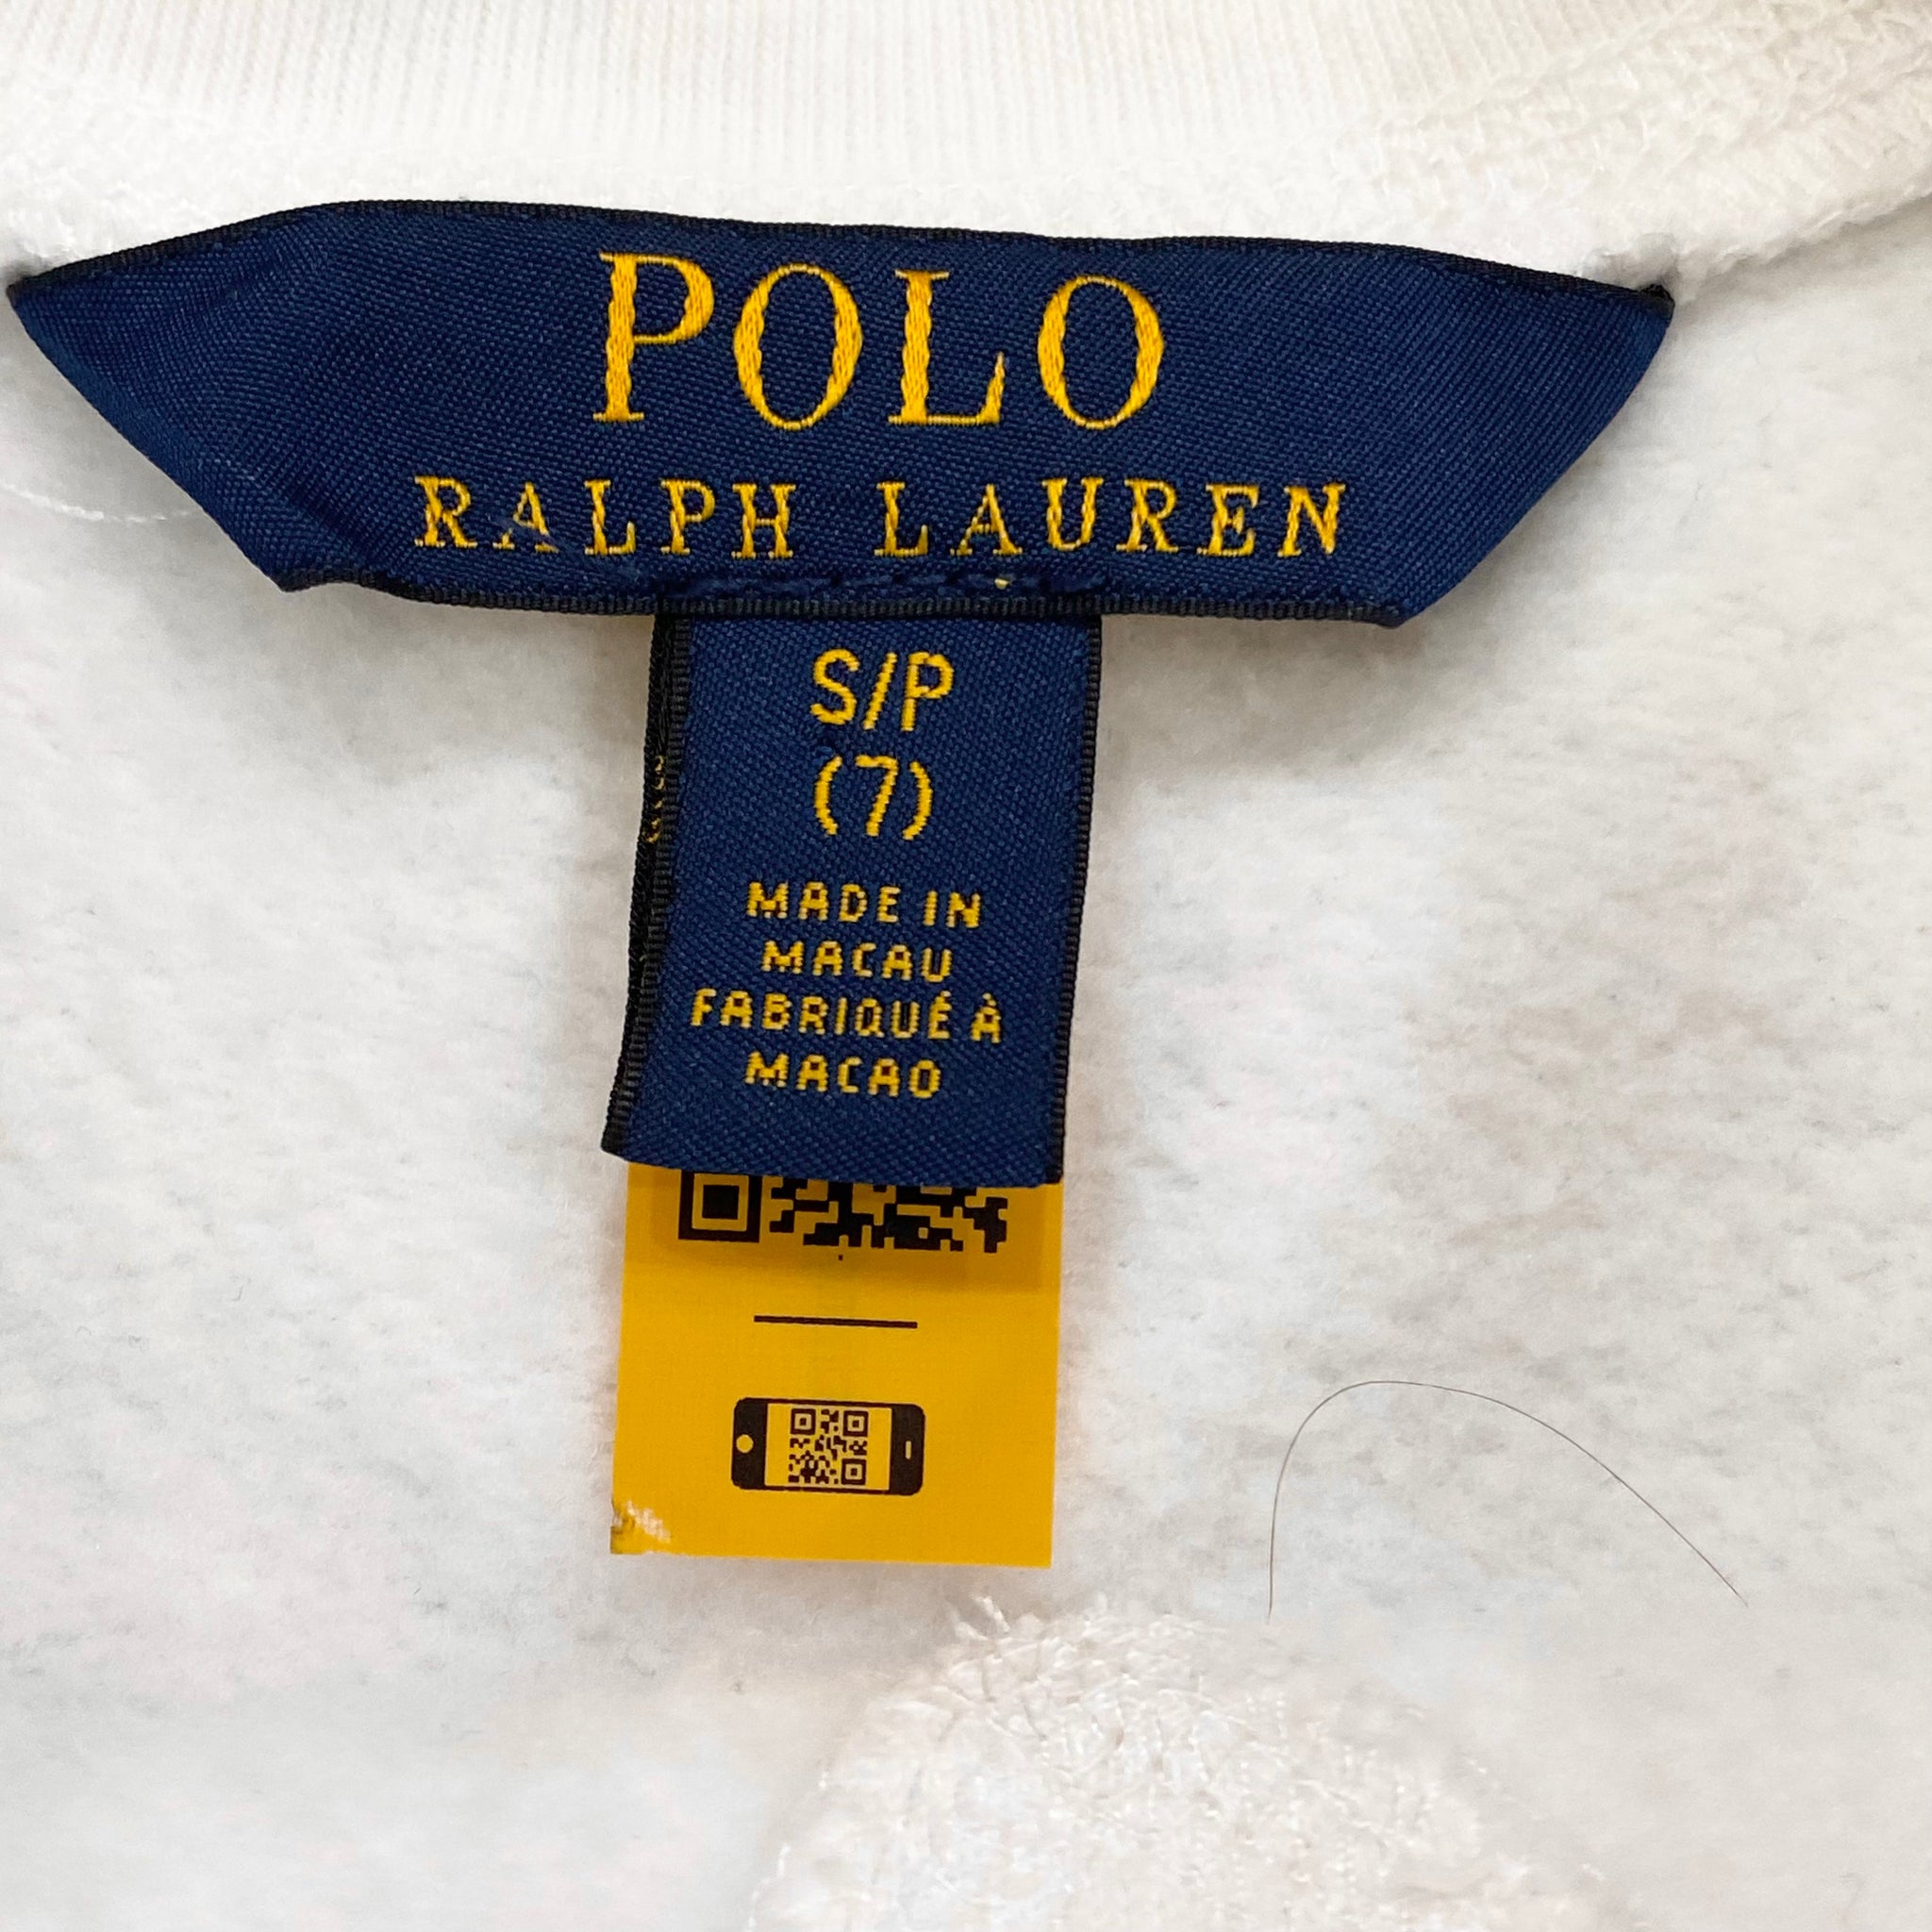 POLO
RALPH LAUREN
S/P
(7)
MADE IN
MACAU
FABRIQUÉ À
MACAO